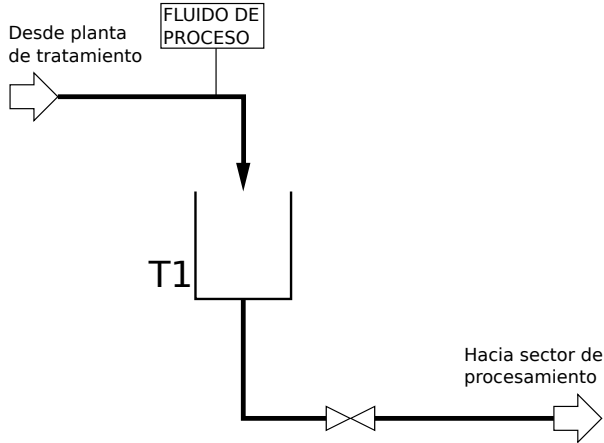 Desde planta
de tratamiento
FLUIDO DE
PROCESO
T1
Hacia sector de
procesamiento